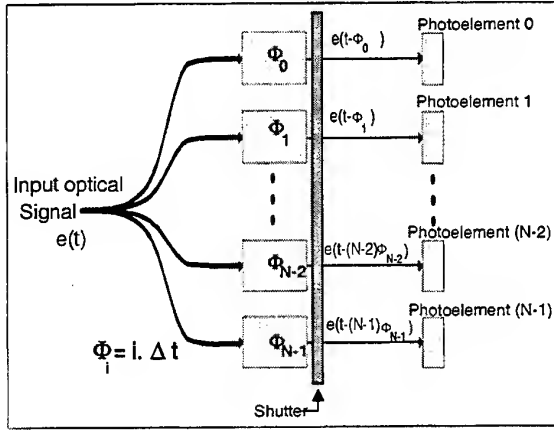 Photoelement 0
Φ0
e(t-Φ0)
Photoelement 1
Φ1
e(t-Φ1)
Input optical
Signal
e(t)
Photoelement (N-2)
ΦN-2
e(t-(N-2)ΦN-2)
Photoelement (N-1)
ΦN-1
e(t-(N-1)ΦN-1)
Φi = i. Δ t
Shutter